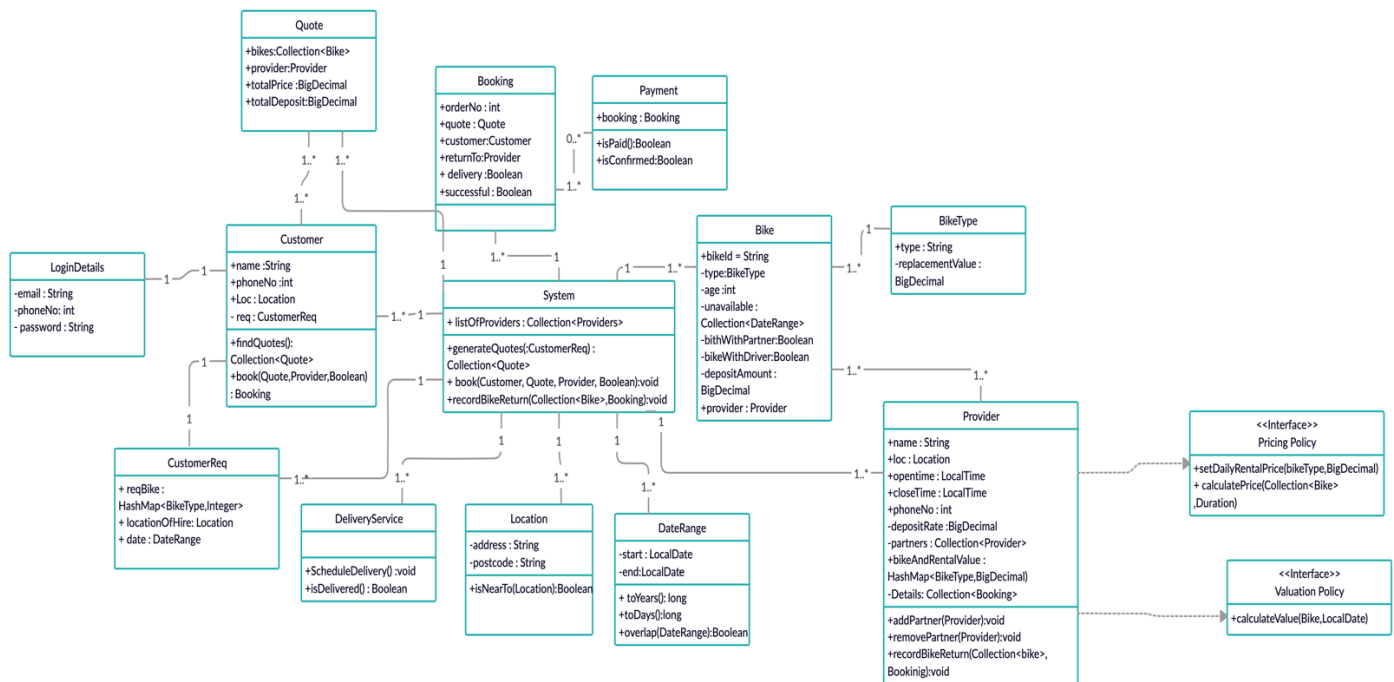 Quote
+bikes:Collection<Bike>
+provider:Provider
+totalPrice :BigDecimal
+totalDeposit:BigDecimal
Booking
+orderNo : int
+quote : Quote
+customer:Customer
+returnTo:Provider
+ delivery :Boolean
+successful : Boolean
Payment
+booking : Booking
+isPaid():Boolean
+isConfirmed:Boolean
0..*
1..*
1..*
1..*
1..*
LoginDetails
-email : String
-phoneNo: int
- password : String
1
1
Customer
+name :String
+phoneNo :int
+Loc : Location
- req : CustomerReq
+findQuotes():
Collection<Quote>
+book(Quote,Provider,Boolean)
: Booking
1
1..*
1
1..*
1
System
+ listOfProviders : Collection<Providers>
+generateQuotes(:CustomerReq) :
Collection<Quote>
+ book(Customer, Quote, Provider, Boolean):void
+recordBikeReturn(Collection<Bike>,Booking):void
1
1..*
Bike
+bikeId = String
-type:BikeType
-age :int
-unavailable :
Collection<DateRange>
-bithWithPartner:Boolean
-bikeWithDriver:Boolean
-depositAmount :
BigDecimal
+provider : Provider
1
1..*
BikeType
+type : String
-replacementValue :
BigDecimal
1..*
1..*
1
1
CustomerReq
+ reqBike :
HashMap<BikeType,Integer>
+ locationOfHire: Location
+ date : DateRange
1
1..*
1
1..*
DeliveryService
+ScheduleDelivery() :void
+isDelivered() : Boolean
1
1..*
Location
-address : String
-postcode : String
+isNearTo(Location):Boolean
1
1..*
DateRange
-start : LocalDate
-end:LocalDate
+ toYears(): long
+toDays():long
+overlap(DateRange):Boolean
1
1..*
Provider
+name : String
+loc : Location
+opentime : LocalTime
+closeTime : LocalTime
+phoneNo : int
-depositRate :BigDecimal
-partners : Collection<Provider>
+bikeAndRentalValue :
HashMap<BikeType,BigDecimal)
-Details: Collection<Booking>
+addPartner(Provider):void
+removePartner(Provider):void
+recordBikeReturn(Collection<bike>,
Bookinig):void
<<Interface>>
Pricing Policy
+setDailyRentalPrice(bikeType,BigDecimal)
+ calculatePrice(Collection<Bike>
,Duration)
<<Interface>>
Valuation Policy
+calculateValue(Bike,LocalDate)